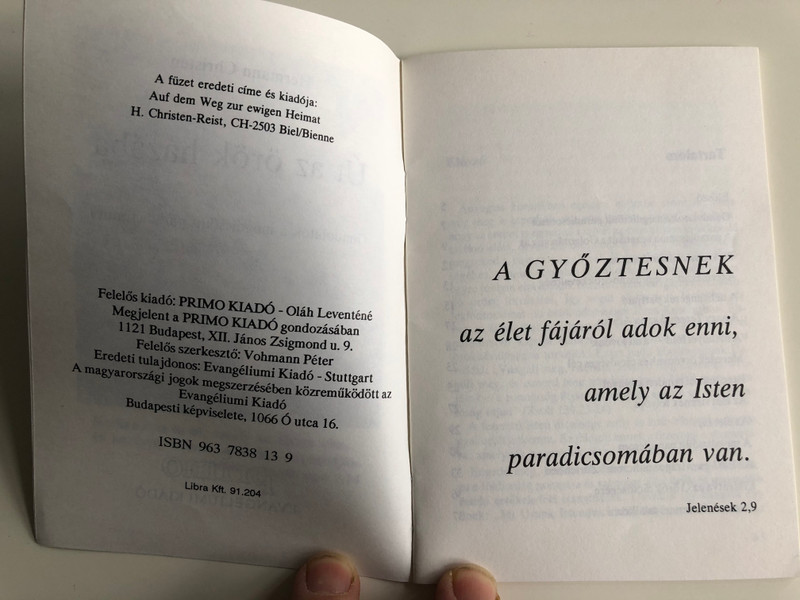 A füzet eredeti címe és kiadója:
Auf dem Weg zur ewigen Heimat
H. Christen-Reist, CH-2503 Biel/Bienne
Felelős kiadó: PRIMO KIADÓ - Oláh Leventéné
Megjelent a PRIMO KIADÓ gondozásában
1121 Budapest, XII. János Zsigmond u. 9.
Felelős szerkesztő: Vohmann Péter
Eredeti tulajdonos: Evangéliumi Kiadó - Stuttgart
A magyarországi jogok megszerzésében közreműködött az
Evangéliumi Kiadó
Budapesti képviselete, 1066 Ó utca 16.
ISBN 963 7838 13 9
Libra Kft. 91.204
A GYŐZTESNEK
az élet fájáról adok enni,
amely az Isten
paradicsomában van.
Jelenések 2,9